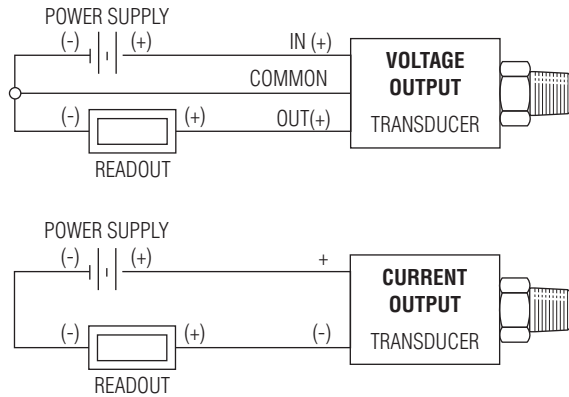 POWER SUPPLY
(-) (+) IN (+)
VOLTAGE
OUTPUT
TRANSDUCER
COMMON
(-) (+) OUT(+)
READOUT
POWER SUPPLY
(-) (+) +
CURRENT
OUTPUT
TRANSDUCER
(-) (+) (-)
READOUT